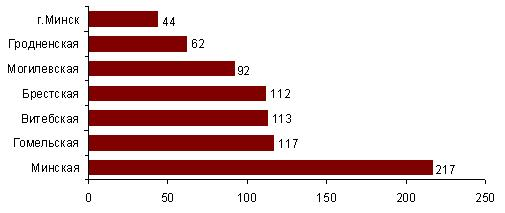 г.Минск 44
Гродненская 62
Могилевская 92
Брестская 112
Витебская 113
Гомельская 117
Минская 217
0 50 100 150 200 250